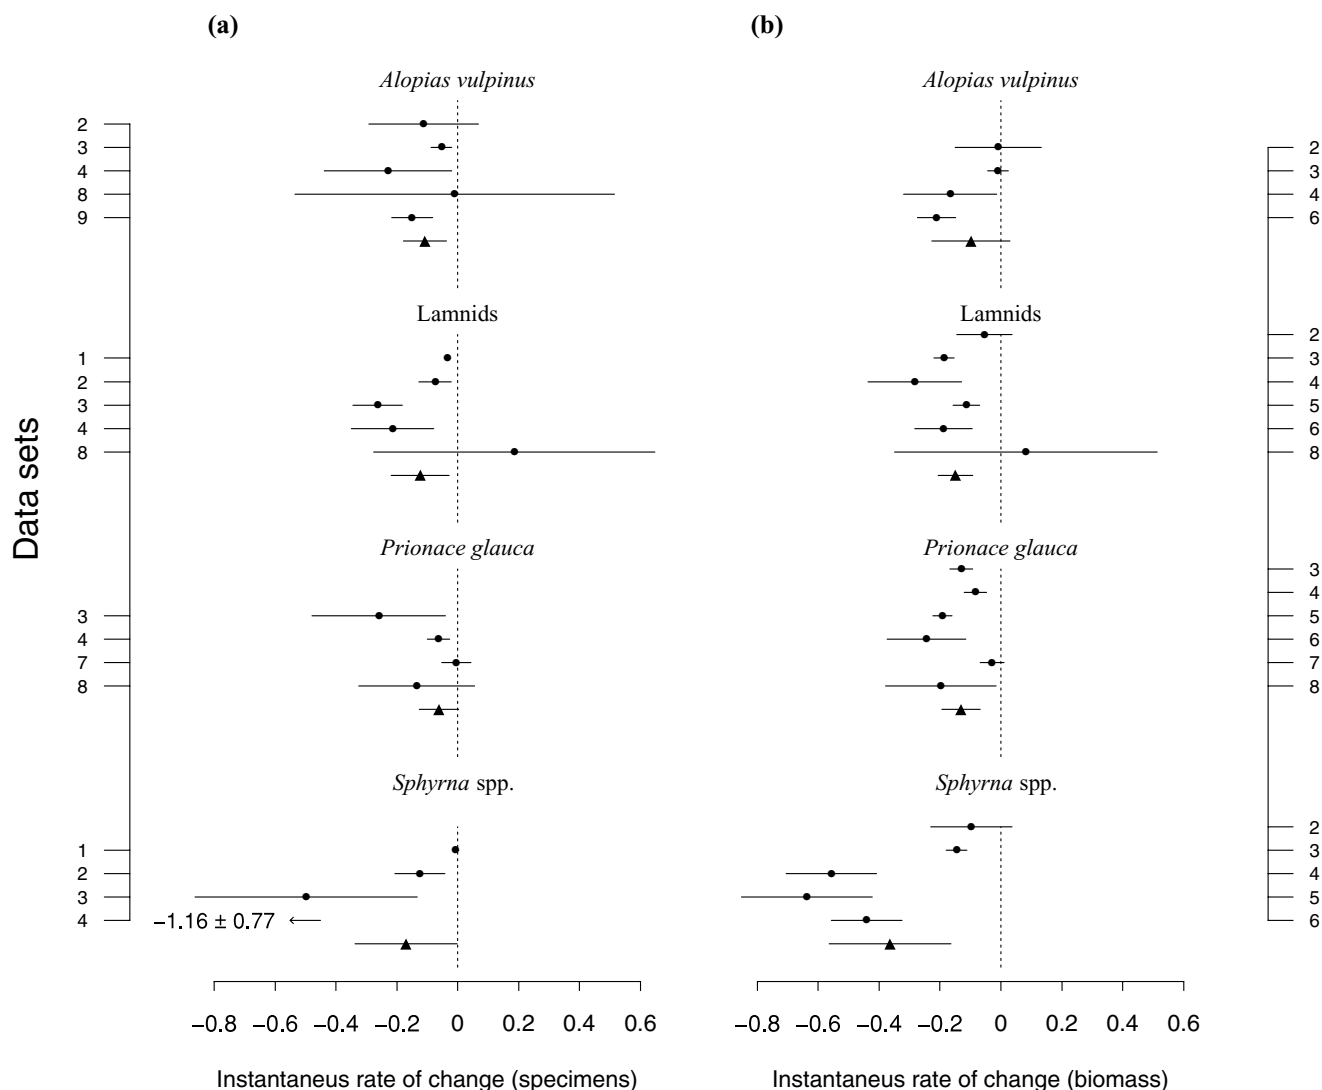 (a) (b)
Alopias vulpinus Alopias vulpinus
2
3 2
4 3
8 4
9 6
Lamnids Lamnids
2
1 3
2 4
3 5
4 6
8 8
Prionace glauca Prionace glauca
3
4
3 5
4 6
7 7
8 8
Sphyrna spp. Sphyrna spp.
2
1 3
2 4
3 5
4 −1.16 ± 0.77 6
Data sets
−0.8 −0.6 −0.4 −0.2 0 0.2 0.4 0.6 −0.8 −0.6 −0.4 −0.2 0 0.2 0.4 0.6
Instantaneus rate of change (specimens) Instantaneus rate of change (biomass)